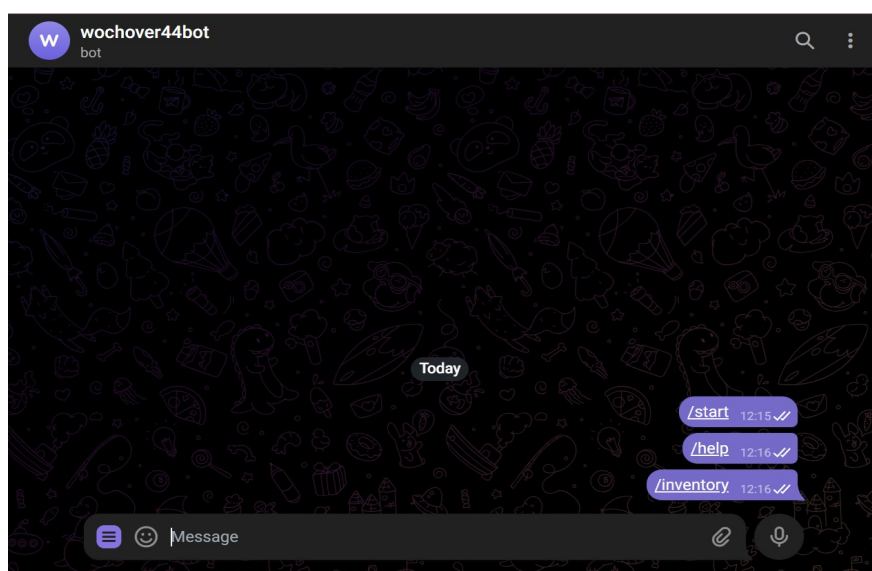 W
wochover44bot
bot
Today
/start 12:15
/help 12:16
/inventory 12:16
Message